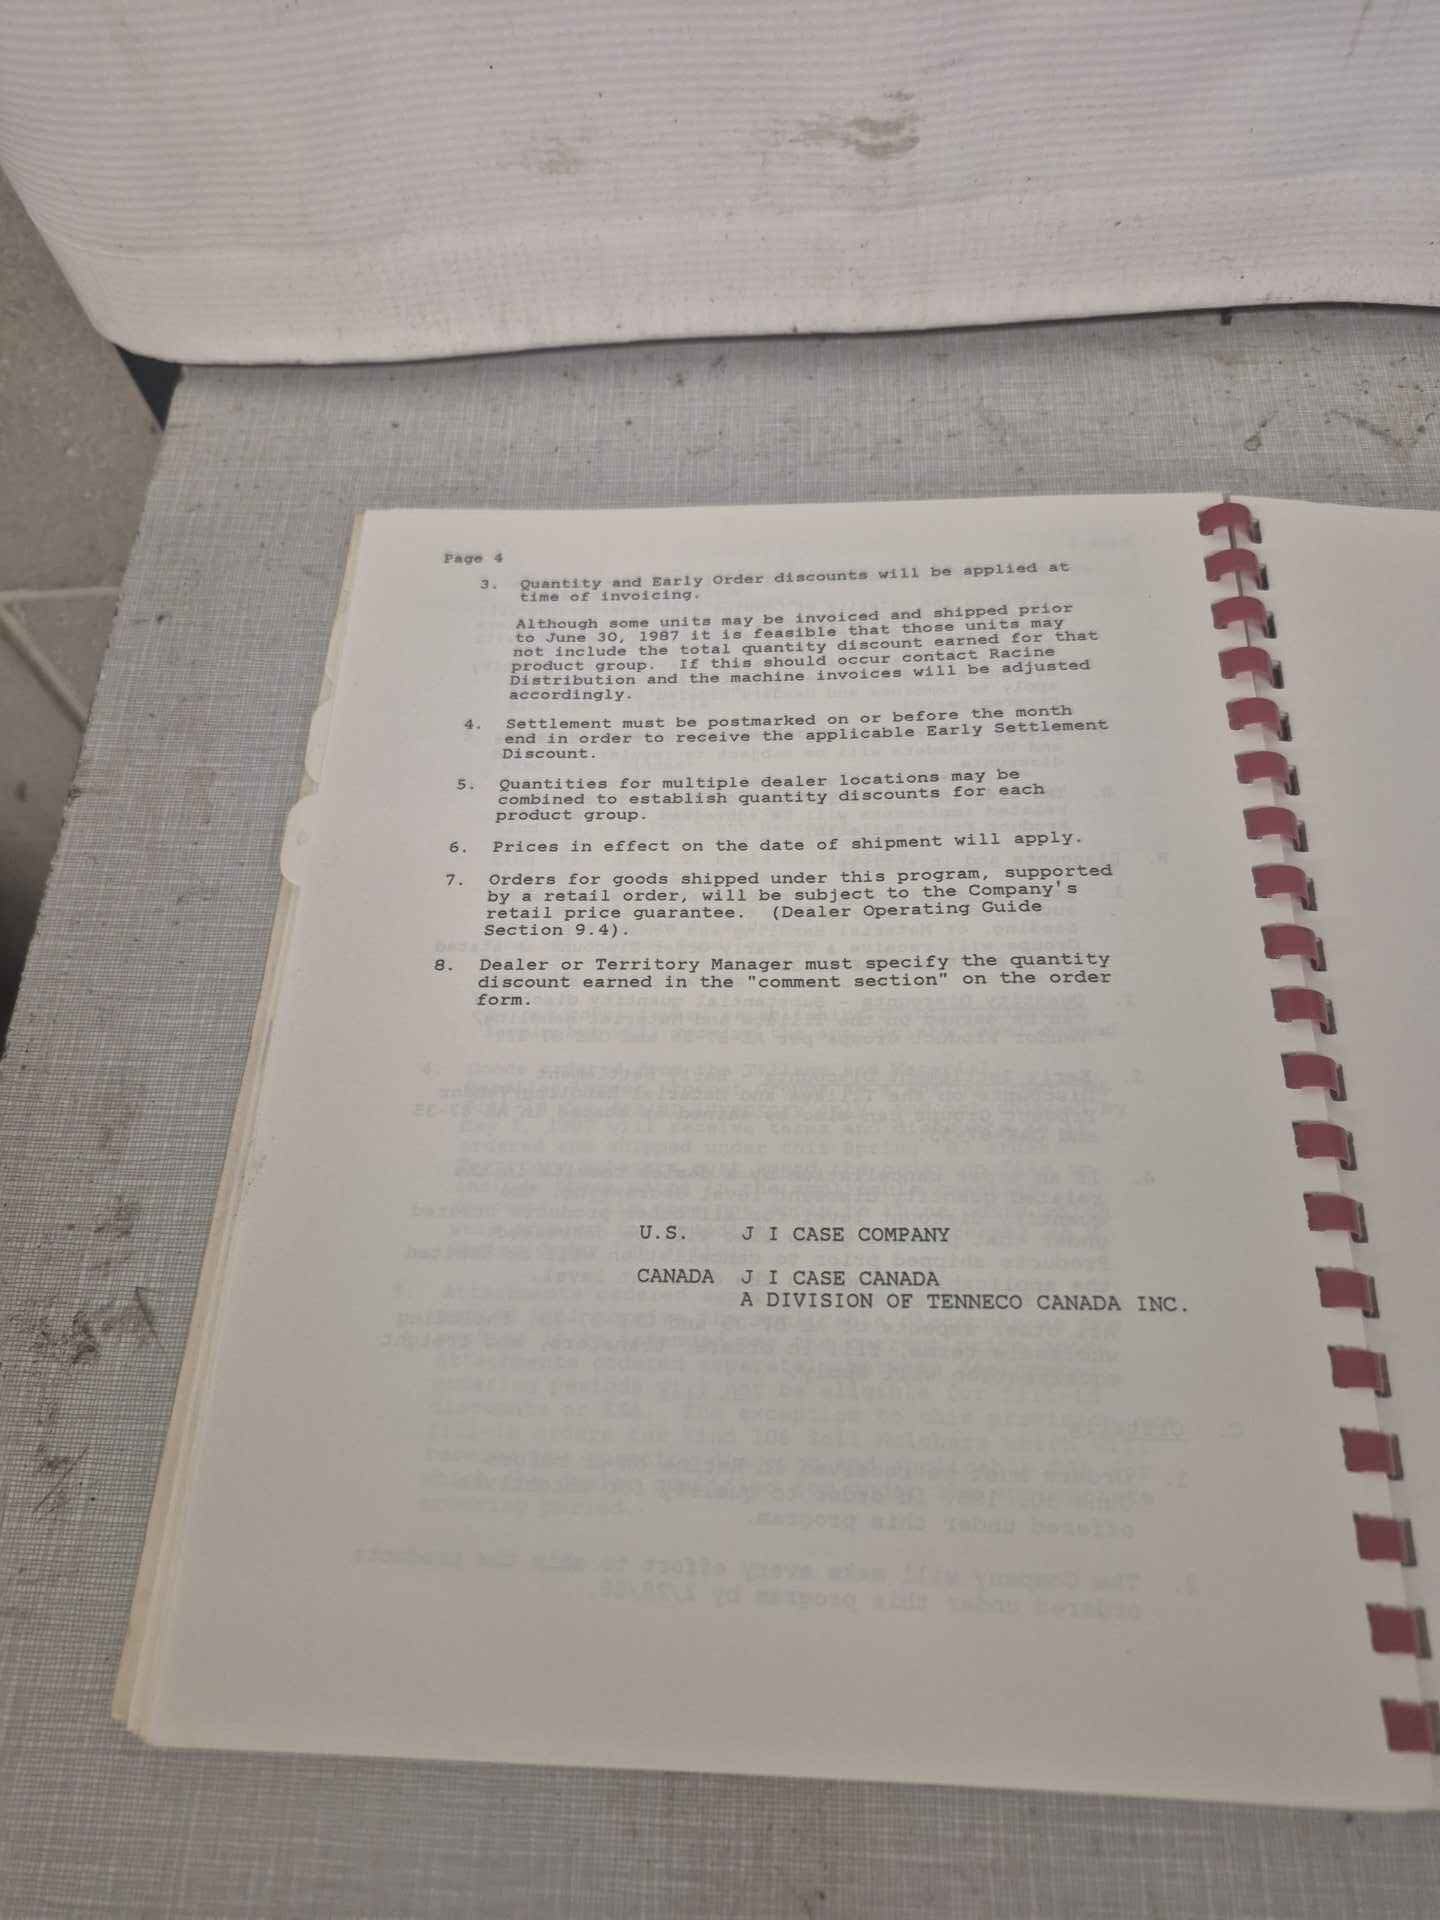 Page 4
3. Quantity and Early Order discounts will be applied at
time of invoicing.
Although some units may be invoiced and shipped prior
to June 30, 1987 it is feasible that those units may
not include the total quantity discount earned for that
product group. If this should occur contact Racine
Distribution and the machine invoices will be adjusted
accordingly.
4. Settlement must be postmarked on or before the month
end in order to receive the applicable Early Settlement
Discount.
5. Quantities for multiple dealer locations may be
combined to establish quantity discounts for each
product group.
6. Prices in effect on the date of shipment will apply.
7. Orders for goods shipped under this program, supported
by a retail order, will be subject to the Company's
retail price guarantee. (Dealer Operating Guide
Section 9.4).
8. Dealer or Territory Manager must specify the quantity
discount earned in the "comment section" on the order
form.
U.S. J I CASE COMPANY
CANADA J I CASE CANADA
A DIVISION OF TENNECO CANADA INC.